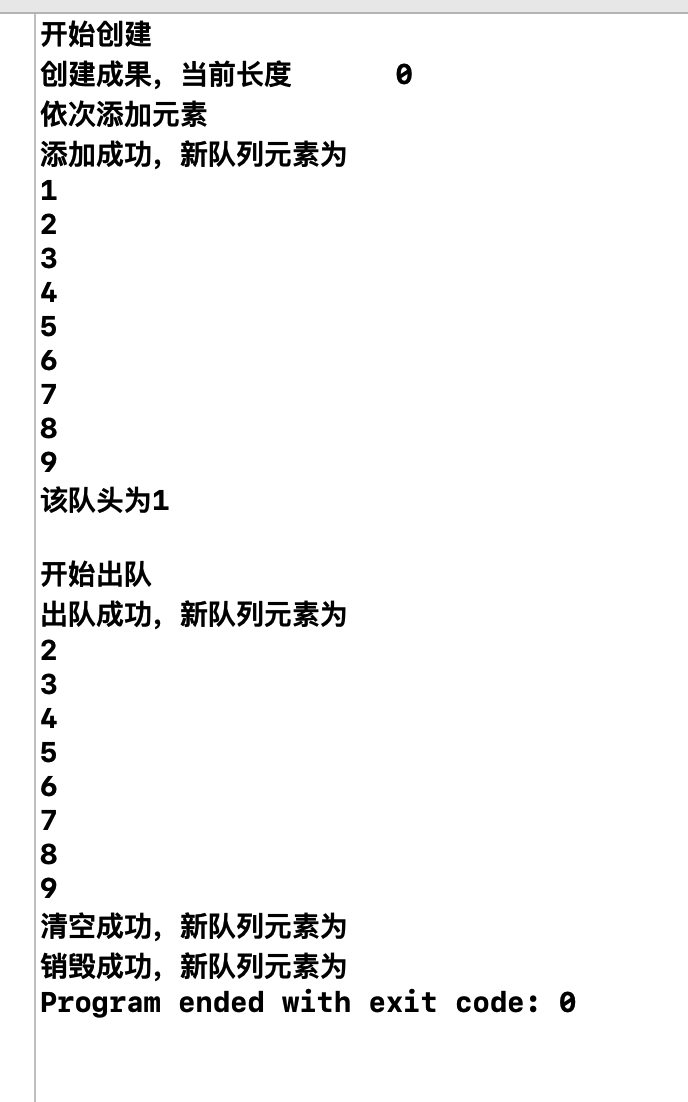 开始创建
创建成果，当前长度      0
依次添加元素
添加成功，新队列元素为
1
2
3
4
5
6
7
8
9
该队头为1
开始出队
出队成功，新队列元素为
2
3
4
5
6
7
8
9
清空成功，新队列元素为
销毁成功，新队列元素为
Program ended with exit code: 0